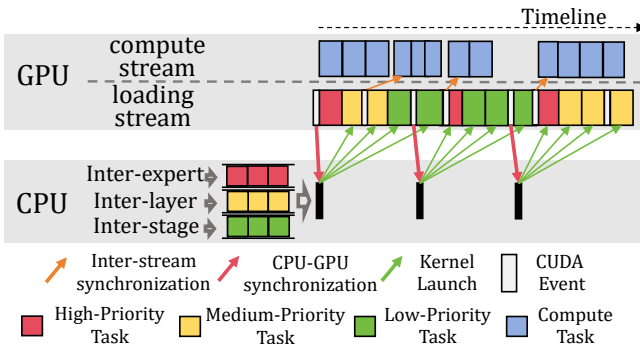 Timeline
GPU
compute
stream
loading
stream
CPU
Inter-expert
Inter-layer
Inter-stage
Inter-stream
synchronization
CPU-GPU
synchronization
Kernel
Launch
CUDA
Event
High-Priority
Task
Medium-Priority
Task
Low-Priority
Task
Compute
Task